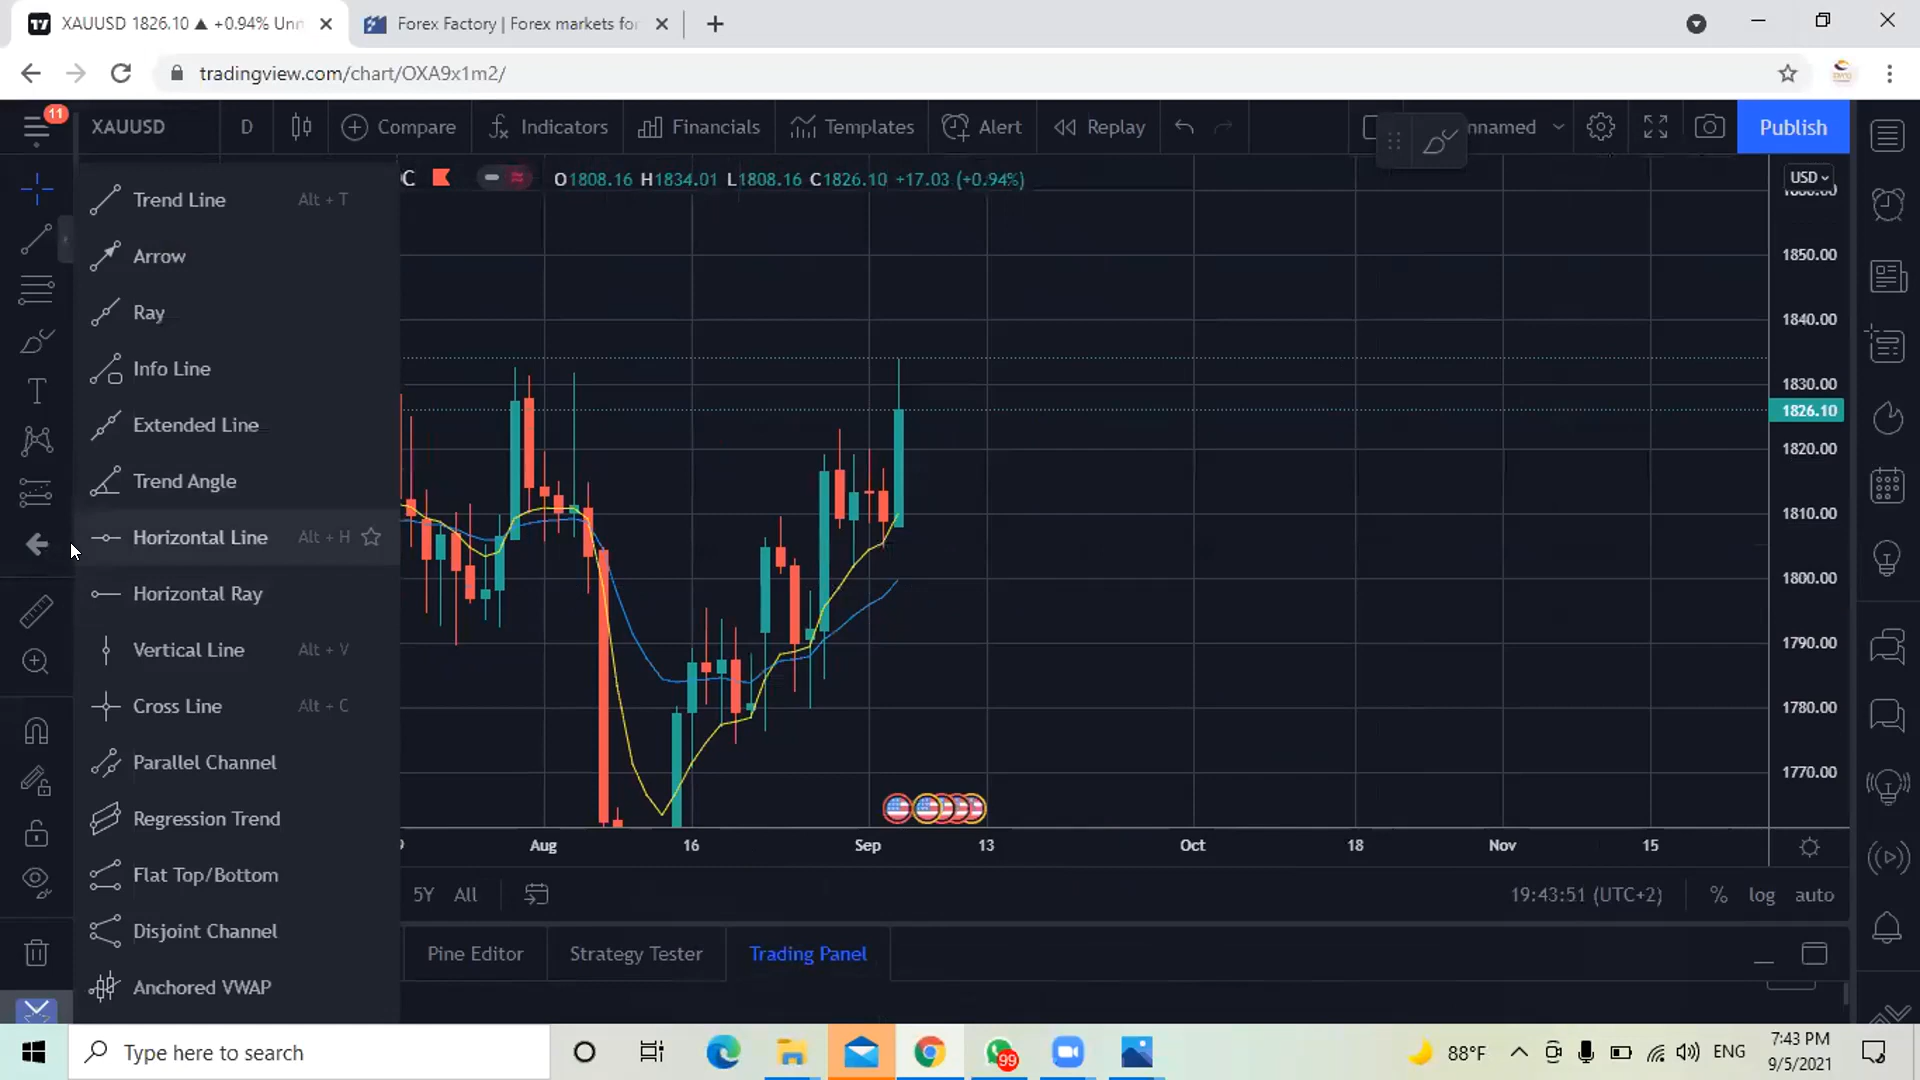 XAUUSD 1826.10 ▲ +0.94% Unn
Forex Factory | Forex markets for
tradingview.com/chart/OXA9x1m2/
11
XAUUSD
D
Compare
Indicators
Financials
Templates
Alert
Replay
nnamed
Publish
C
O1808.16 H1834.01 L1808.16 C1826.10 +17.03 (+0.94%)
USD
Trend Line Alt + T
Arrow
Ray
Info Line
Extended Line
Trend Angle
Horizontal Line Alt + H
Horizontal Ray
Vertical Line Alt + V
Cross Line Alt + C
Parallel Channel
Regression Trend
Flat Top/Bottom
Disjoint Channel
Anchored VWAP
1850.00
1840.00
1830.00
1826.10
1820.00
1810.00
1800.00
1790.00
1780.00
1770.00
Aug 16 Sep 13 Oct 18 Nov 15
5Y All
19:43:51 (UTC+2) % log auto
Pine Editor Strategy Tester Trading Panel
Type here to search
99
88°F
ENG
7:43 PM
9/5/2021